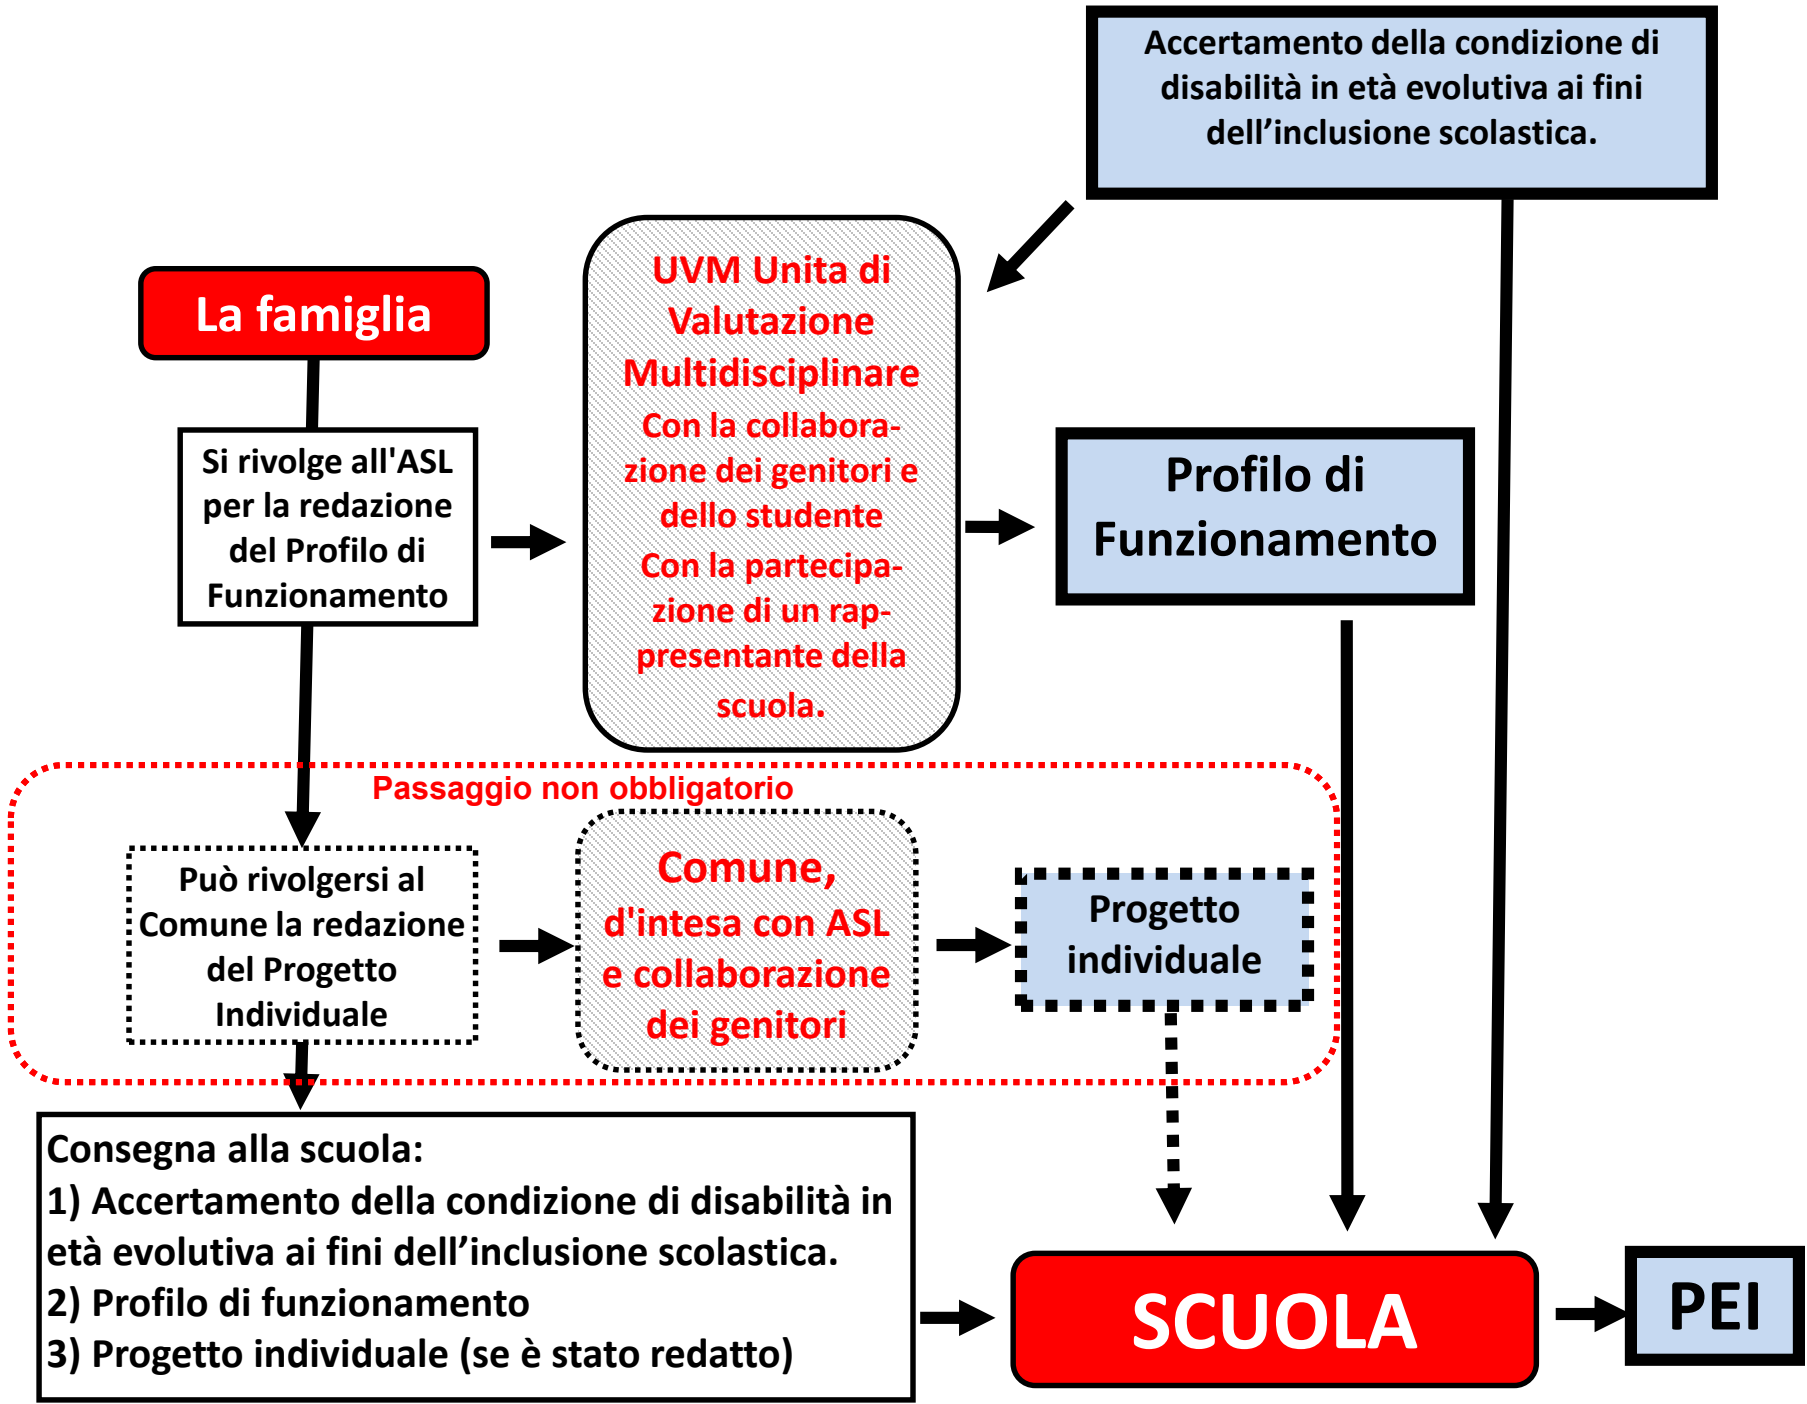 Accertamento della condizione di
disabilità in età evolutiva ai fini
dell’inclusione scolastica.
La famiglia
Si rivolge all'ASL
per la redazione
del Profilo di
Funzionamento
UVM Unita di
Valutazione
Multidisciplinare
Con la collabora-
zione dei genitori e
dello studente
Con la partecipa-
zione di un rap-
presentante della
scuola.
Profilo di
Funzionamento
Passaggio non obbligatorio
Può rivolgersi al
Comune la redazione
del Progetto
Individuale
Comune,
d'intesa con ASL
e collaborazione
dei genitori
Progetto
individuale
Consegna alla scuola:
1) Accertamento della condizione di disabilità in
età evolutiva ai fini dell’inclusione scolastica.
2) Profilo di funzionamento
3) Progetto individuale (se è stato redatto)
SCUOLA
PEI